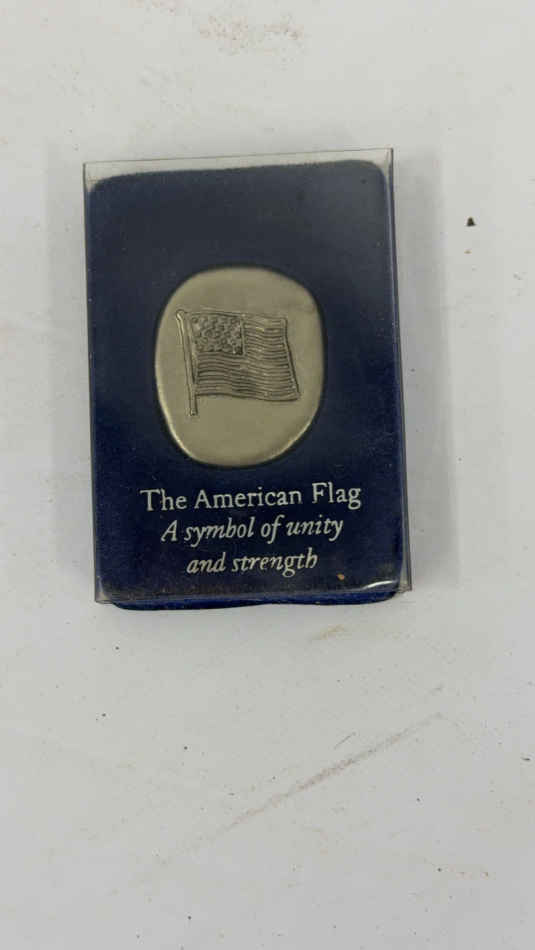 The American Flag
A symbol of unity
and strength